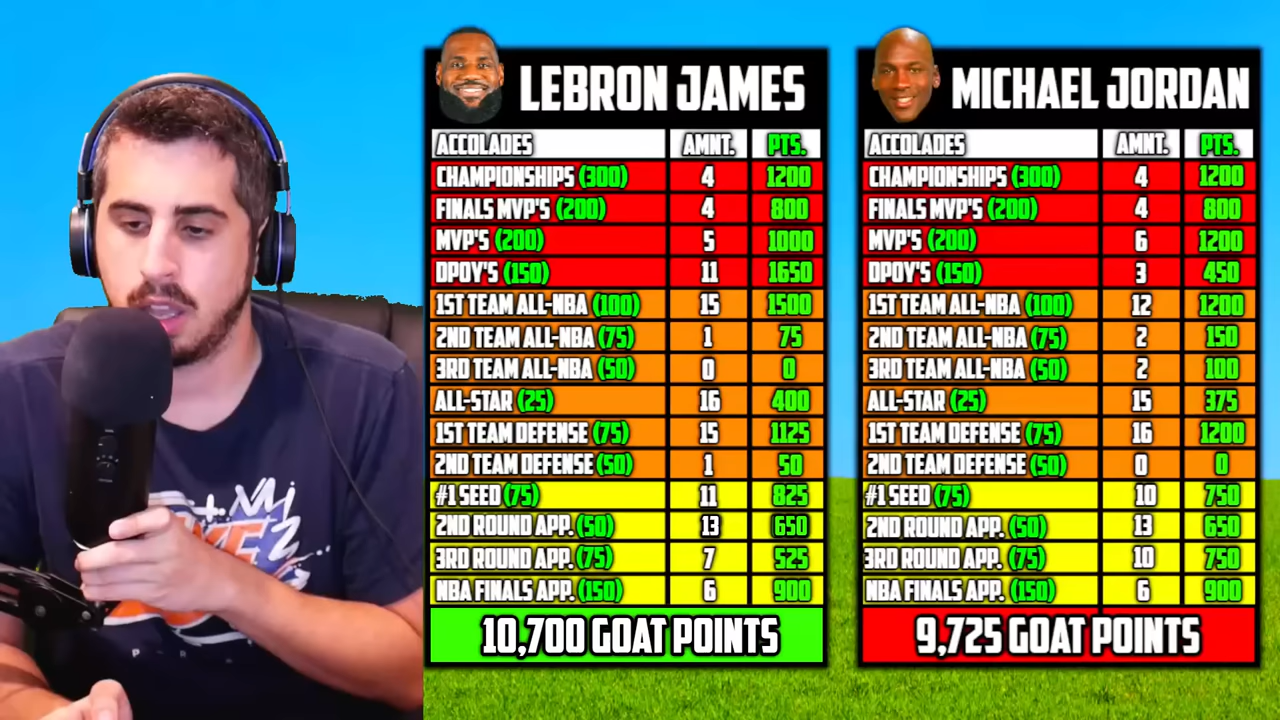 LEBRON JAMES
ACCOLADES AMNT. PTS.
CHAMPIONSHIPS (300) 4 1200
FINALS MVP'S (200) 4 800
MVP'S (200) 5 1000
DPOY'S (150) 11 1650
1ST TEAM ALL-NBA (100) 15 1500
2ND TEAM ALL-NBA (75) 1 75
3RD TEAM ALL-NBA (50) 0 0
ALL-STAR (25) 16 400
1ST TEAM DEFENSE (75) 15 1125
2ND TEAM DEFENSE (50) 1 50
#1 SEED (75) 11 825
2ND ROUND APP. (50) 13 650
3RD ROUND APP. (75) 7 525
NBA FINALS APP. (150) 6 900
10,700 GOAT POINTS
MICHAEL JORDAN
ACCOLADES AMNT. PTS.
CHAMPIONSHIPS (300) 4 1200
FINALS MVP'S (200) 4 800
MVP'S (200) 6 1200
DPOY'S (150) 3 450
1ST TEAM ALL-NBA (100) 12 1200
2ND TEAM ALL-NBA (75) 2 150
3RD TEAM ALL-NBA (50) 2 100
ALL-STAR (25) 15 375
1ST TEAM DEFENSE (75) 16 1200
2ND TEAM DEFENSE (50) 0 0
#1 SEED (75) 10 750
2ND ROUND APP. (50) 13 650
3RD ROUND APP. (75) 10 750
NBA FINALS APP. (150) 6 900
9,725 GOAT POINTS